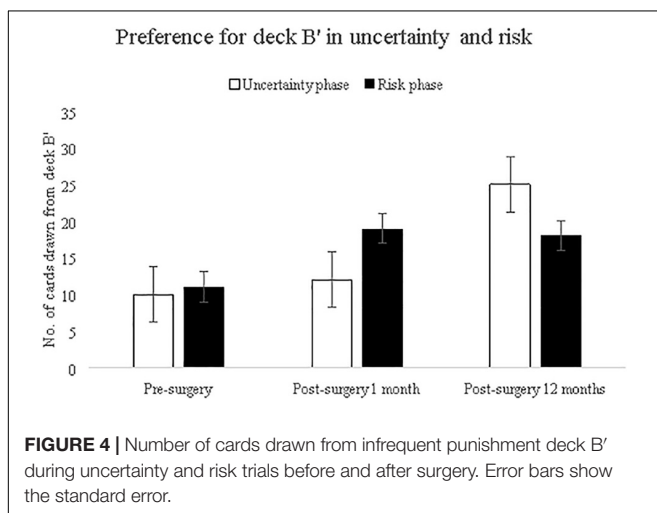 Preference for deck B' in uncertainty and risk
□Uncertainty phase ■Risk phase
No. of cards drawn from deck B'
35
30
25
20
15
10
5
0
Pre-surgery Post-surgery 1 month Post-surgery 12 months
FIGURE 4 | Number of cards drawn from infrequent punishment deck B′
during uncertainty and risk trials before and after surgery. Error bars show
the standard error.